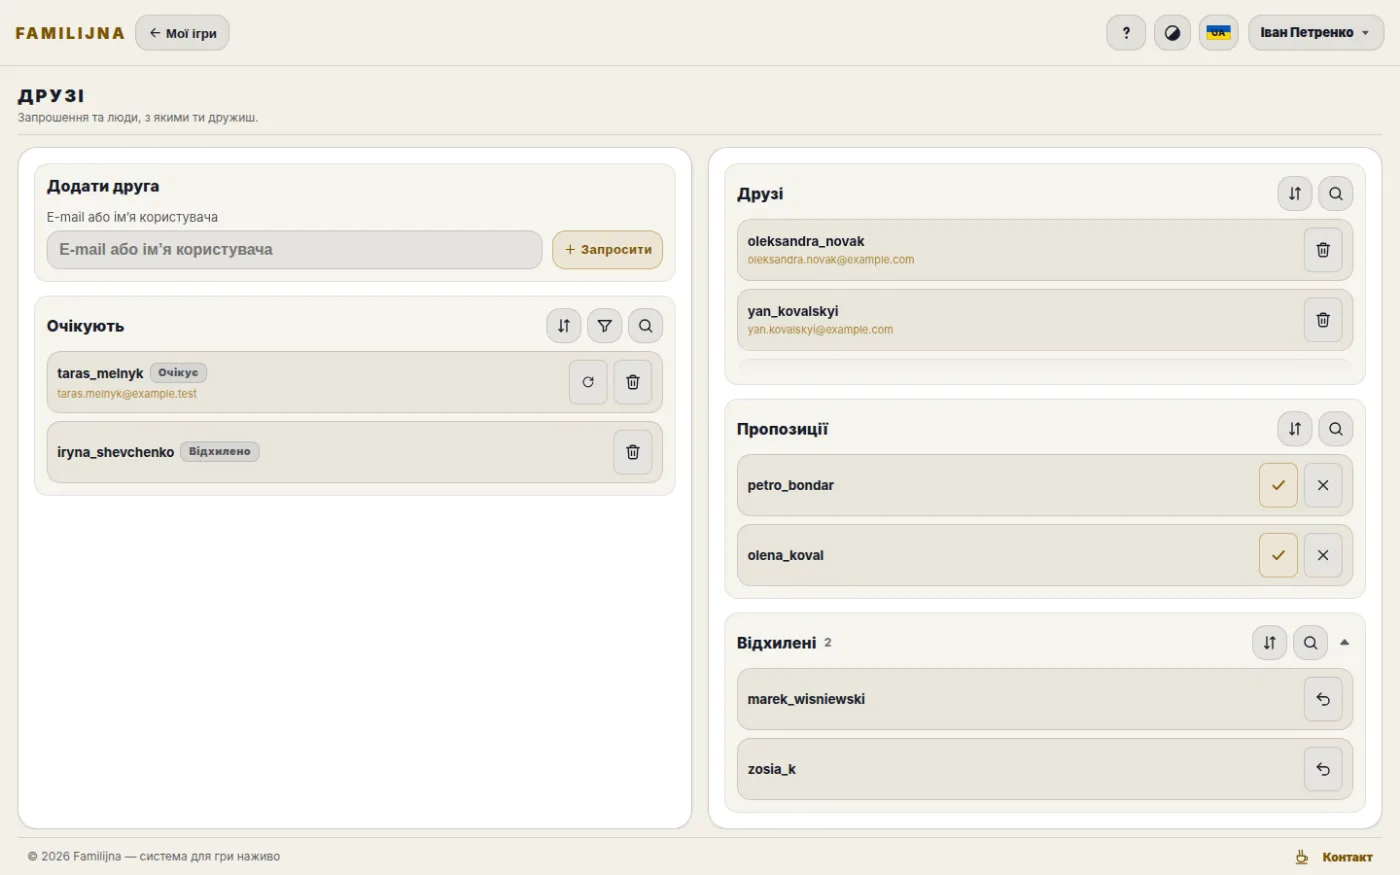 FAMILIJNA
← Мої ігри
?
UA
Іван Петренко
ДРУЗІ
Запрошення та люди, з якими ти дружиш.
Додати друга
E-mail або ім'я користувача
E-mail або ім'я користувача
+ Запросити
Очікують
taras_melnyk Очікує
taras.melnyk@example.test
iryna_shevchenko Відхилено
Друзі
oleksandra_novak
oleksandra.novak@example.com
yan_kovalskyi
yan.kovalskyi@example.com
Пропозиції
petro_bondar
olena_koval
Відхилені 2
marek_wisniewski
zosia_k
© 2026 Familijna — система для гри наживо
Контакт